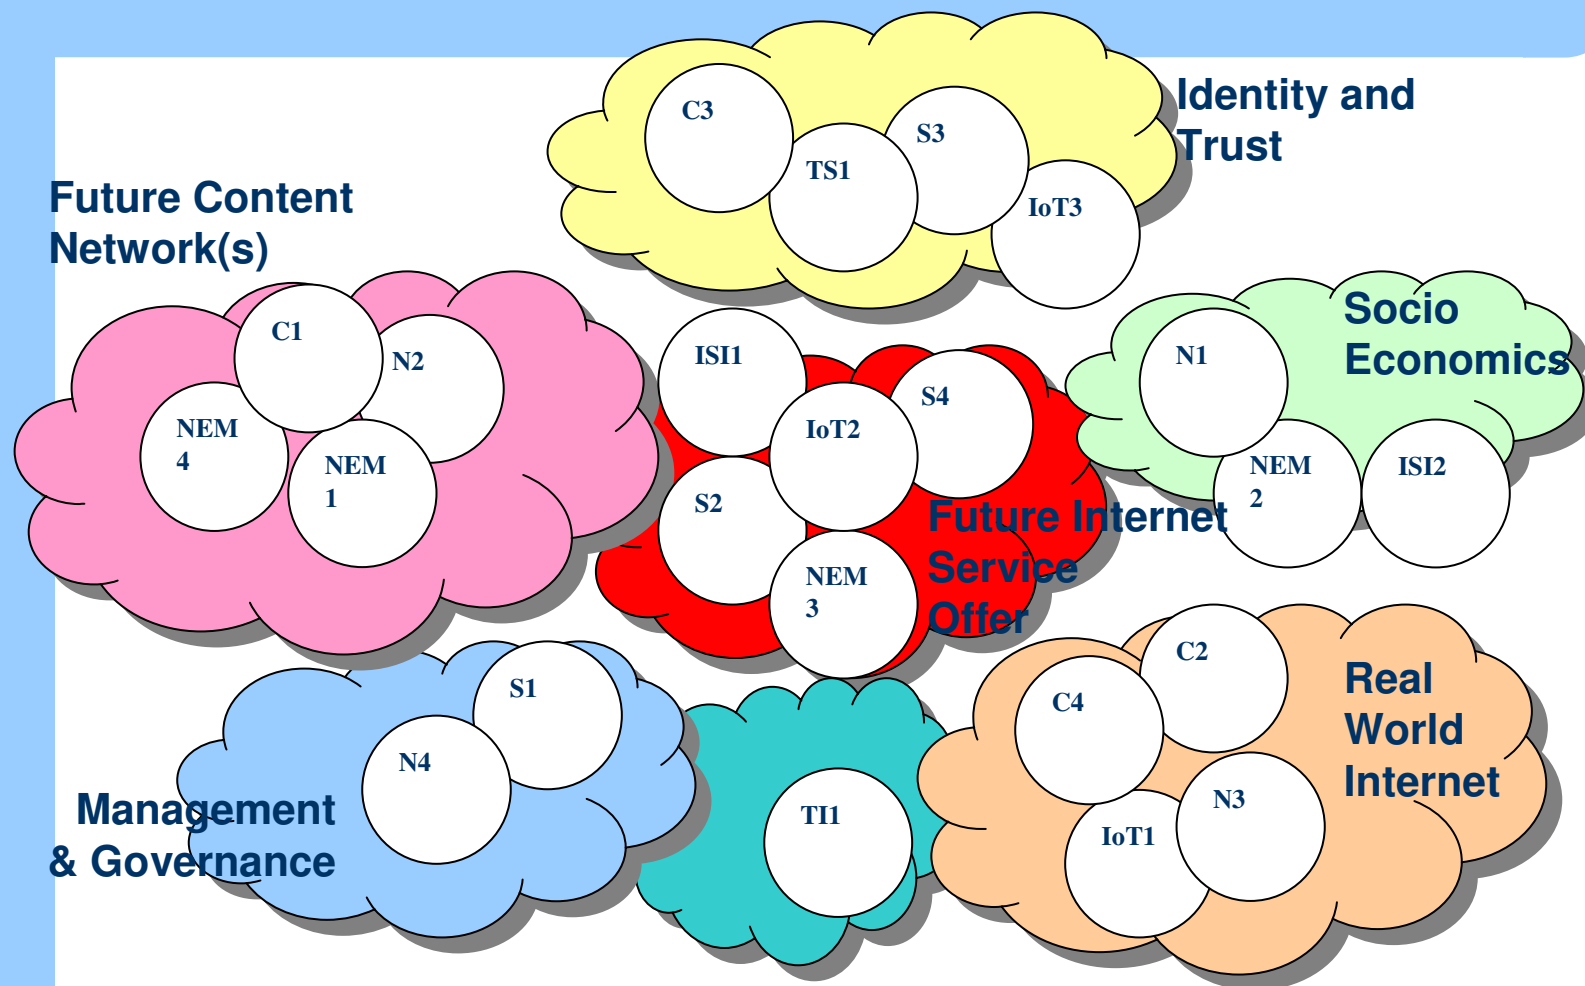 Identity and
Trust
C3
TS1
S3
IoT3
Future Content
Network(s)
C1
N2
NEM
4
NEM
1
ISI1
IoT2
S4
S2
NEM
3
Future Internet
Service
Offer
Socio
Economics
N1
NEM
2
ISI2
Management
& Governance
S1
N4
TI1
Real
World
Internet
C2
C4
IoT1
N3